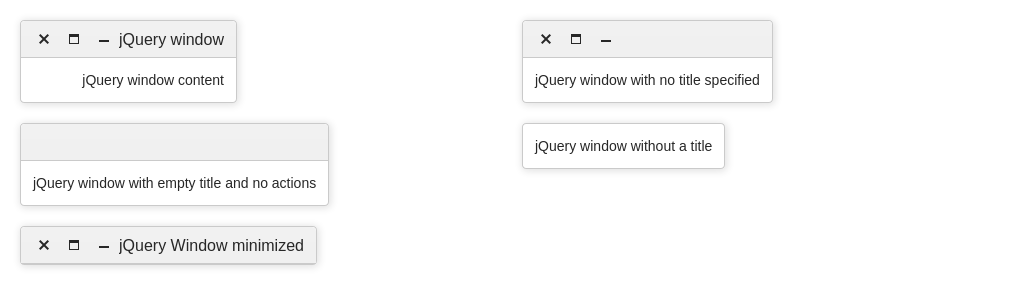 jQuery window
jQuery window content
jQuery window with no title specified
jQuery window with empty title and no actions
jQuery window without a title
jQuery Window minimized